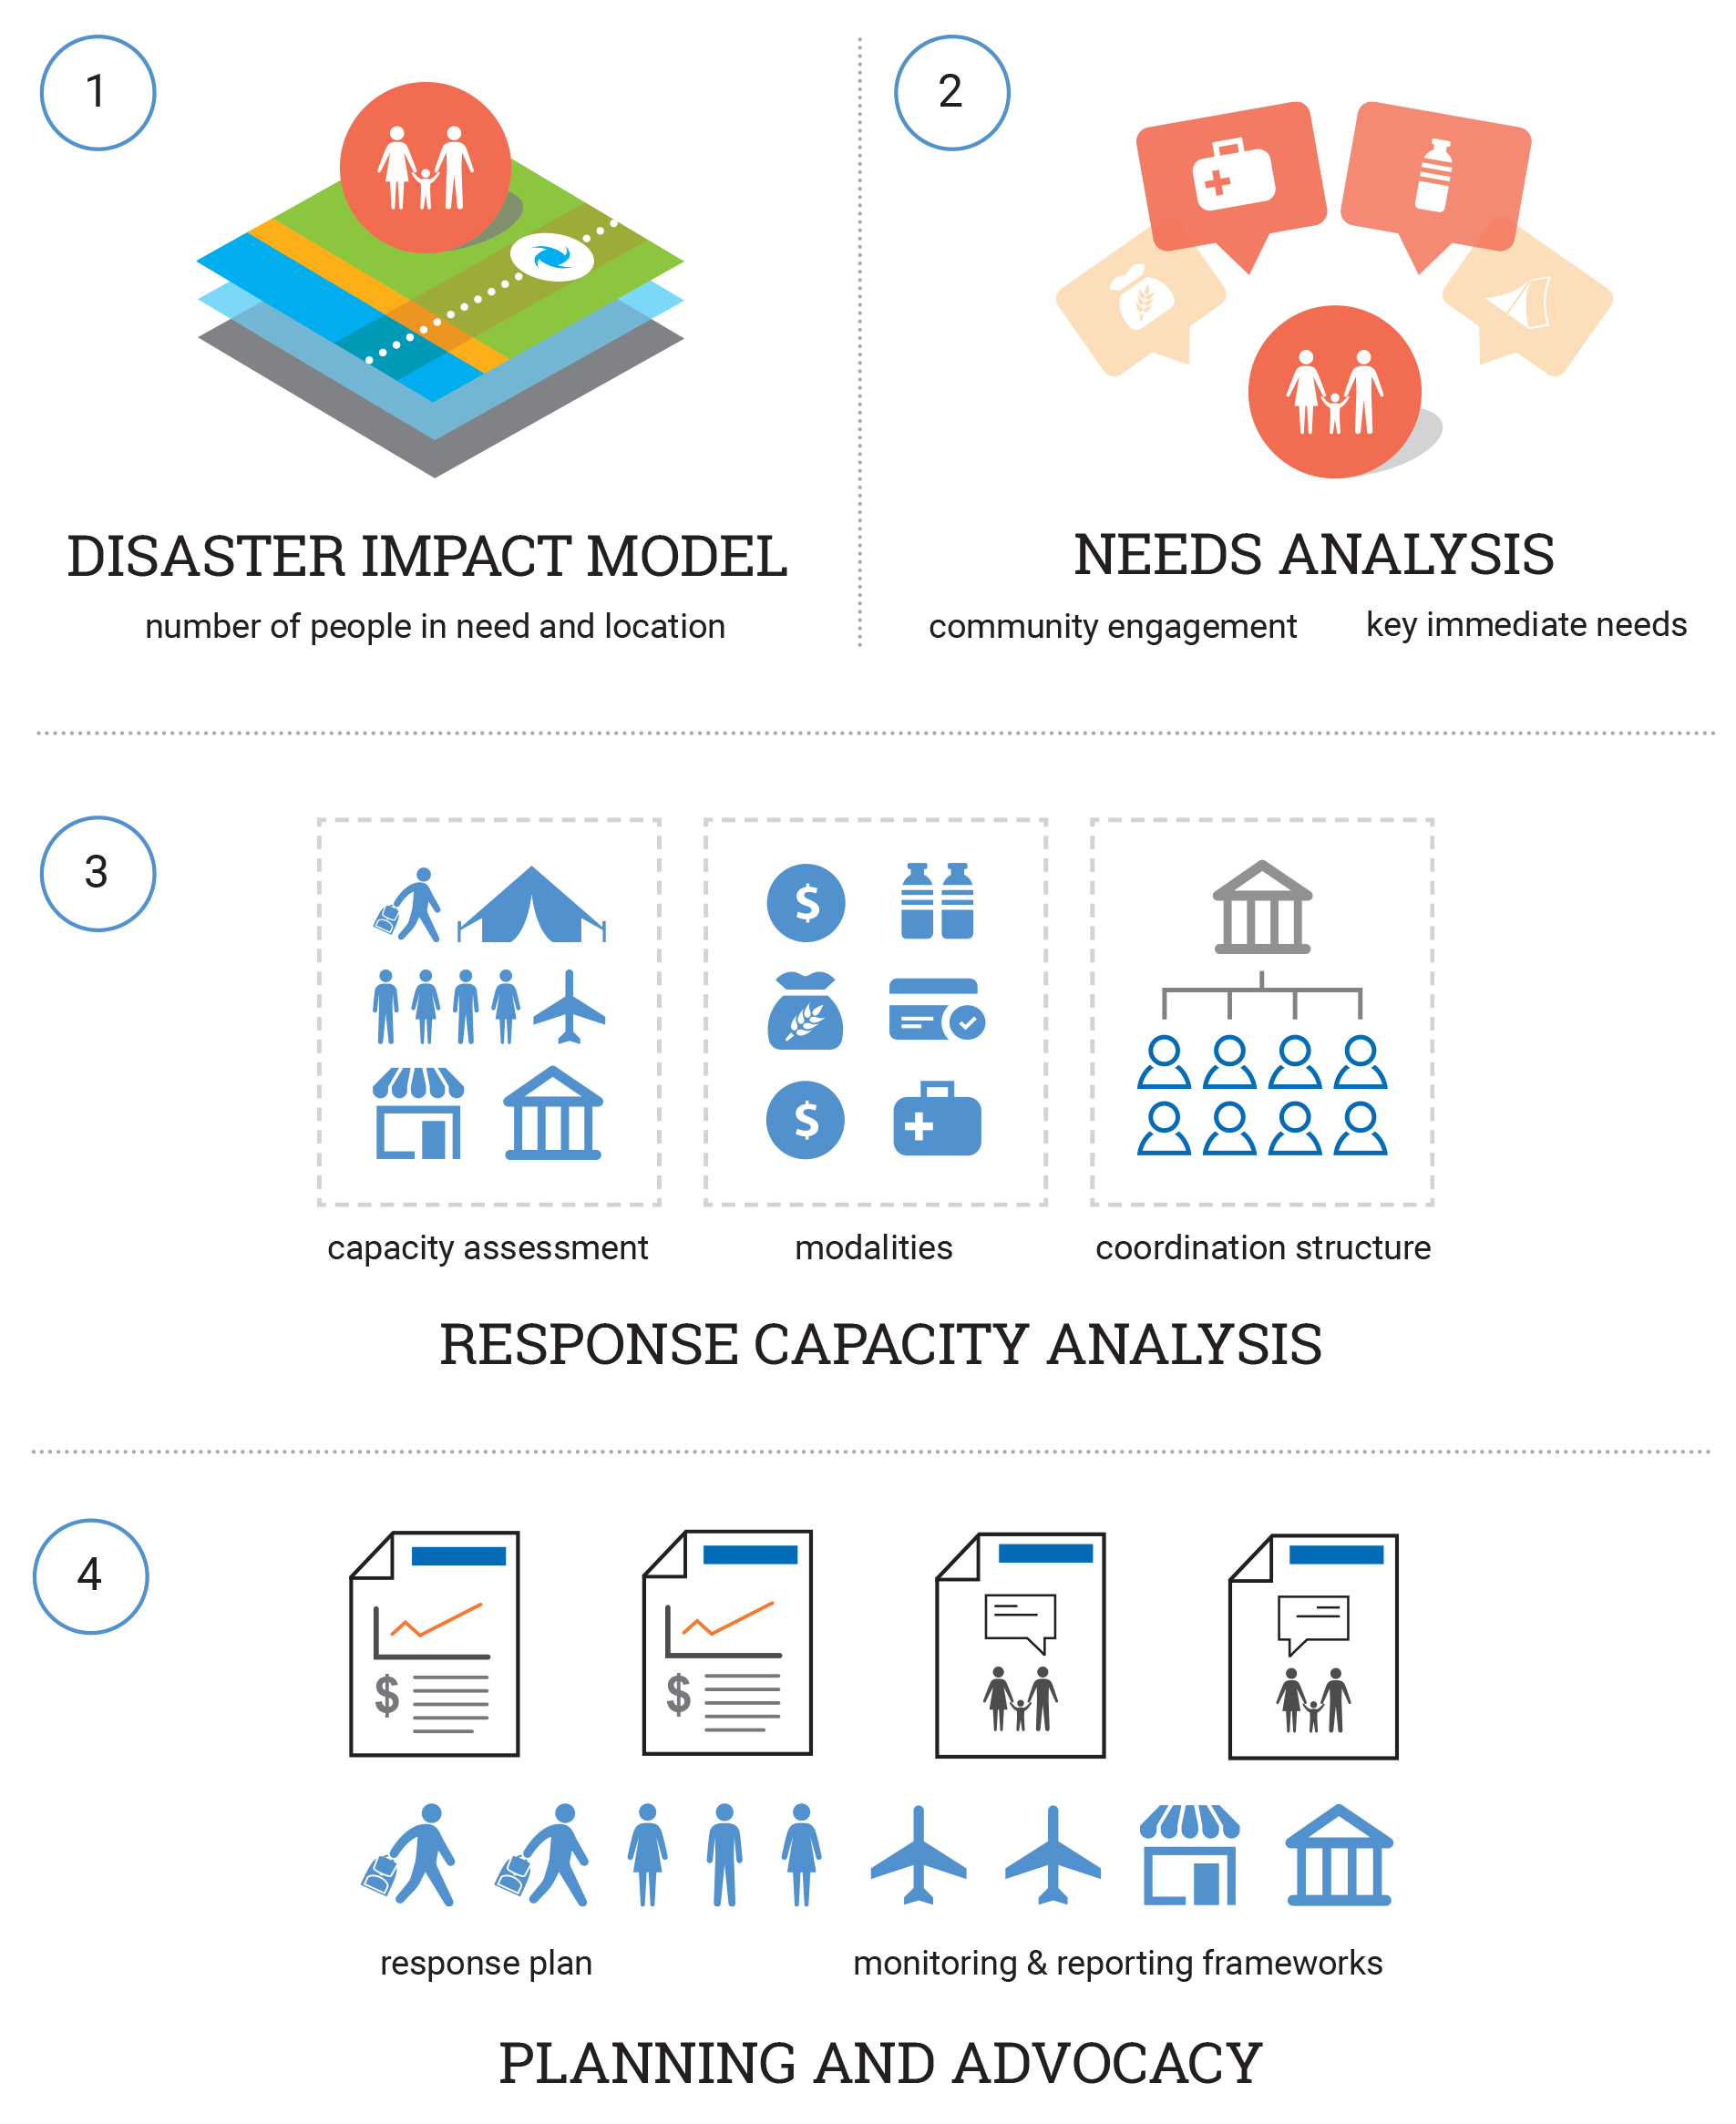 1
DISASTER IMPACT MODEL
number of people in need and location
2
NEEDS ANALYSIS
community engagement
key immediate needs
3
$
$
capacity assessment
modalities
coordination structure
RESPONSE CAPACITY ANALYSIS
4
$
$
response plan
monitoring & reporting frameworks
PLANNING AND ADVOCACY